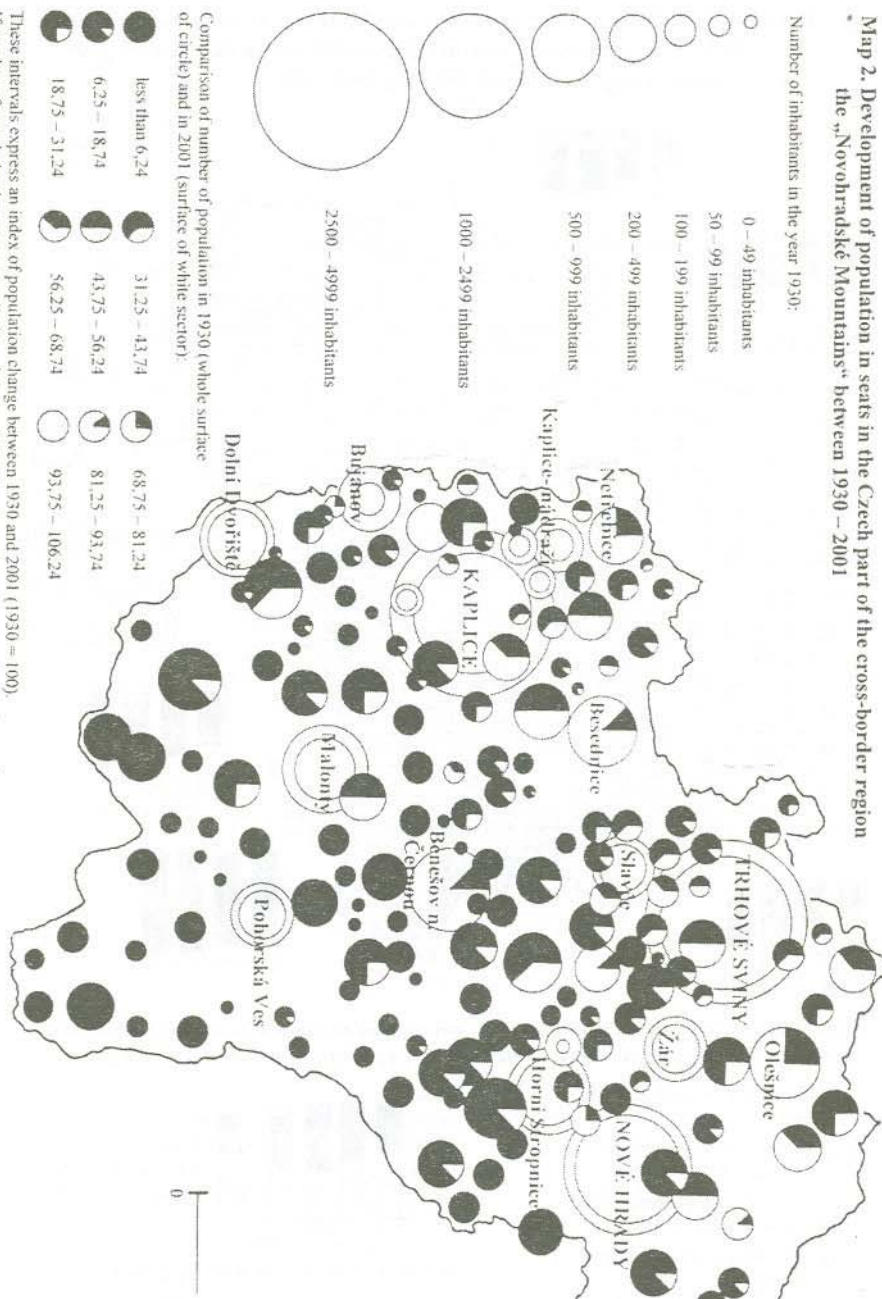 Map 2. Development of population in seats in the Czech part of the cross-border region
the „Novohradské Mountains“ between 1930 – 2001
Number of inhabitants in the year 1930:
0 – 49 inhabitants
50 – 99 inhabitants
100 – 199 inhabitants
200 – 499 inhabitants
500 – 999 inhabitants
1000 – 2499 inhabitants
2500 – 4999 inhabitants
Comparison of number of population in 1930 (whole surface
of circle) and in 2001 (surface of white sector):
less than 6,24
31,25 – 43,74
68,75 – 81,24
6,25 – 18,74
43,75 – 56,24
81,25 – 93,74
18,75 – 31,24
56,25 – 68,74
93,75 – 106,24
These intervals express an index of population change between 1930 and 2001 (1930 = 100).
TRHOVÉ SVINY
Olešnice
Žár
Slavče
NOVÉ HRADY
Besednice
Netřebice
Kaplice-nádraží
Horní Stropnice
KAPLICE
Benešov n.
Černou
Bujanov
Malonty
Pohorská Ves
Dolní Dvořiště
0